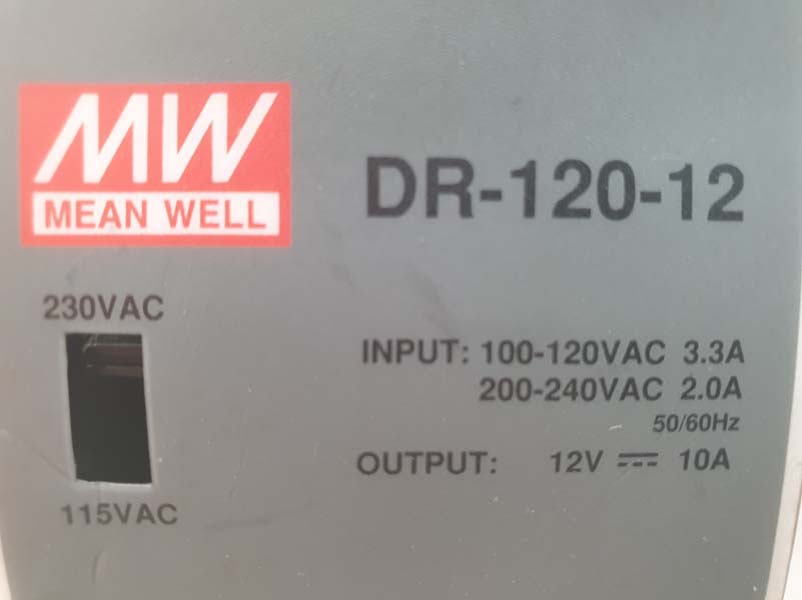 MW
MEAN WELL
DR-120-12
230VAC
115VAC
INPUT: 100-120VAC 3.3A
200-240VAC 2.0A
50/60Hz
OUTPUT: 12V ⎓ 10A